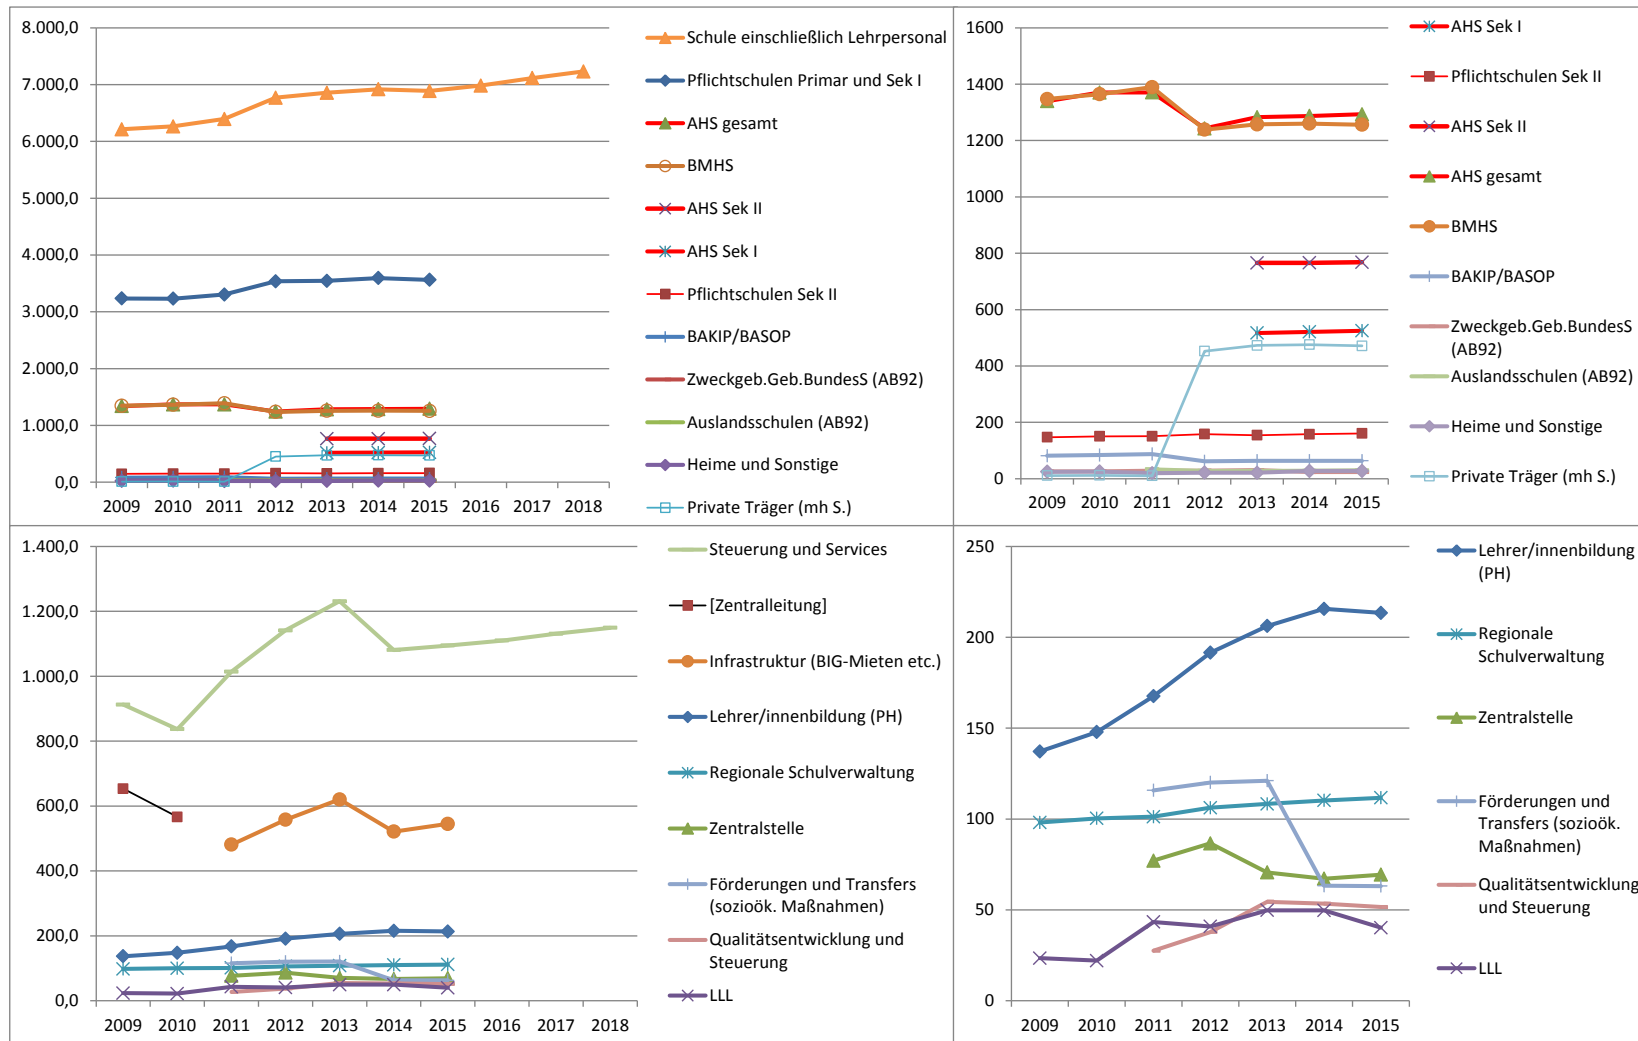 8.000,0
7.000,0
6.000,0
5.000,0
4.000,0
3.000,0
2.000,0
1.000,0
0,0
2009 2010 2011 2012 2013 2014 2015 2016 2017 2018
Schule einschließlich Lehrpersonal
Pflichtschulen Primar und Sek I
AHS gesamt
BMHS
AHS Sek II
AHS Sek I
Pflichtschulen Sek II
BAKIP/BASOP
Zweckgeb.Geb.BundesS (AB92)
Auslandsschulen (AB92)
Heime und Sonstige
Private Träger (mh S.)
1600
1400
1200
1000
800
600
400
200
0
2009 2010 2011 2012 2013 2014 2015
AHS Sek I
Pflichtschulen Sek II
AHS Sek II
AHS gesamt
BMHS
BAKIP/BASOP
Zweckgeb.Geb.BundesS
(AB92)
Auslandsschulen (AB92)
Heime und Sonstige
Private Träger (mh S.)
1.400,0
1.200,0
1.000,0
800,0
600,0
400,0
200,0
0,0
2009 2010 2011 2012 2013 2014 2015 2016 2017 2018
Steuerung und Services
[Zentralleitung]
Infrastruktur (BIG-Mieten etc.)
Lehrer/innenbildung (PH)
Regionale Schulverwaltung
Zentralstelle
Förderungen und Transfers
(sozioök. Maßnahmen)
Qualitätsentwicklung und
Steuerung
LLL
250
200
150
100
50
0
2009 2010 2011 2012 2013 2014 2015
Lehrer/innenbildung
(PH)
Regionale
Schulverwaltung
Zentralstelle
Förderungen und
Transfers (sozioök.
Maßnahmen)
Qualitätsentwicklung
und Steuerung
LLL